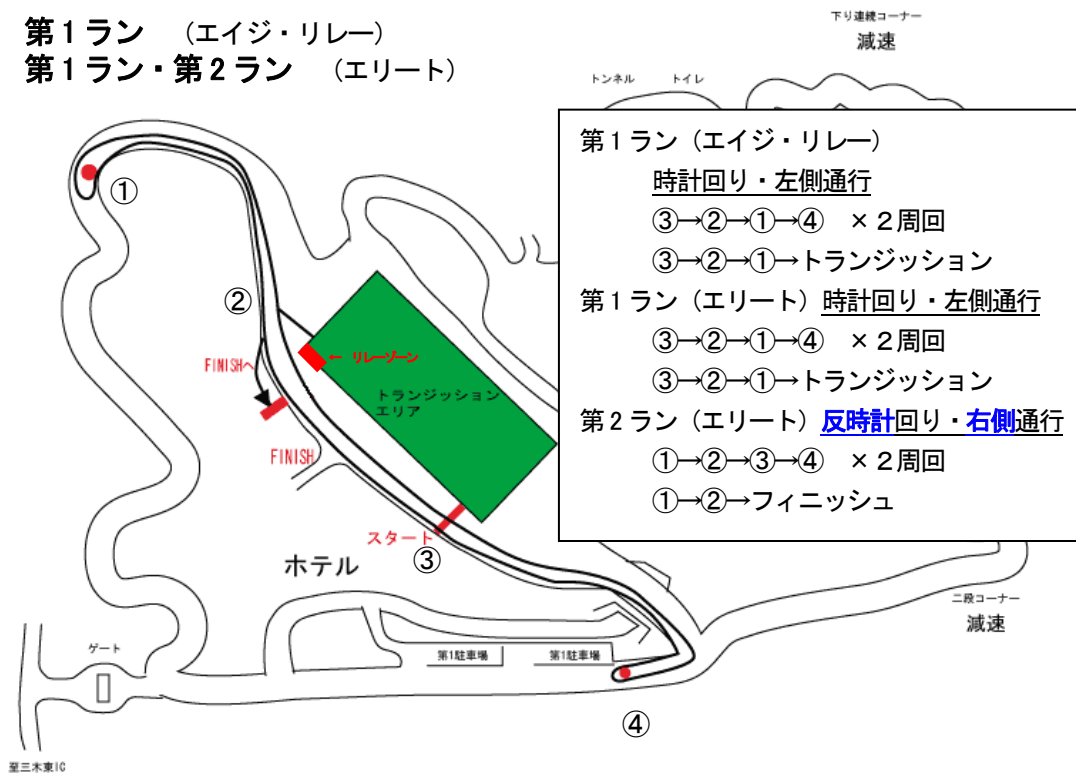 第1ラン （エイジ・リレー）
第1ラン・第2ラン （エリート）
下り連続コーナー
減速
トンネル
トイレ
第1ラン（エイジ・リレー）
時計回り・左側通行
③→②→①→④ ×2周回
③→②→①→トランジッション
第1ラン（エリート）時計回り・左側通行
③→②→①→④ ×2周回
③→②→①→トランジッション
第2ラン（エリート）反時計回り・右側通行
①→②→③→④ ×2周回
①→②→フィニッシュ
①
②
FINISHへ
← リレーゾーン
トランジッション
エリア
FINISH
スタート
③
ホテル
二段コーナー
減速
ゲート
第1駐車場
第1駐車場
④
至三木東IC